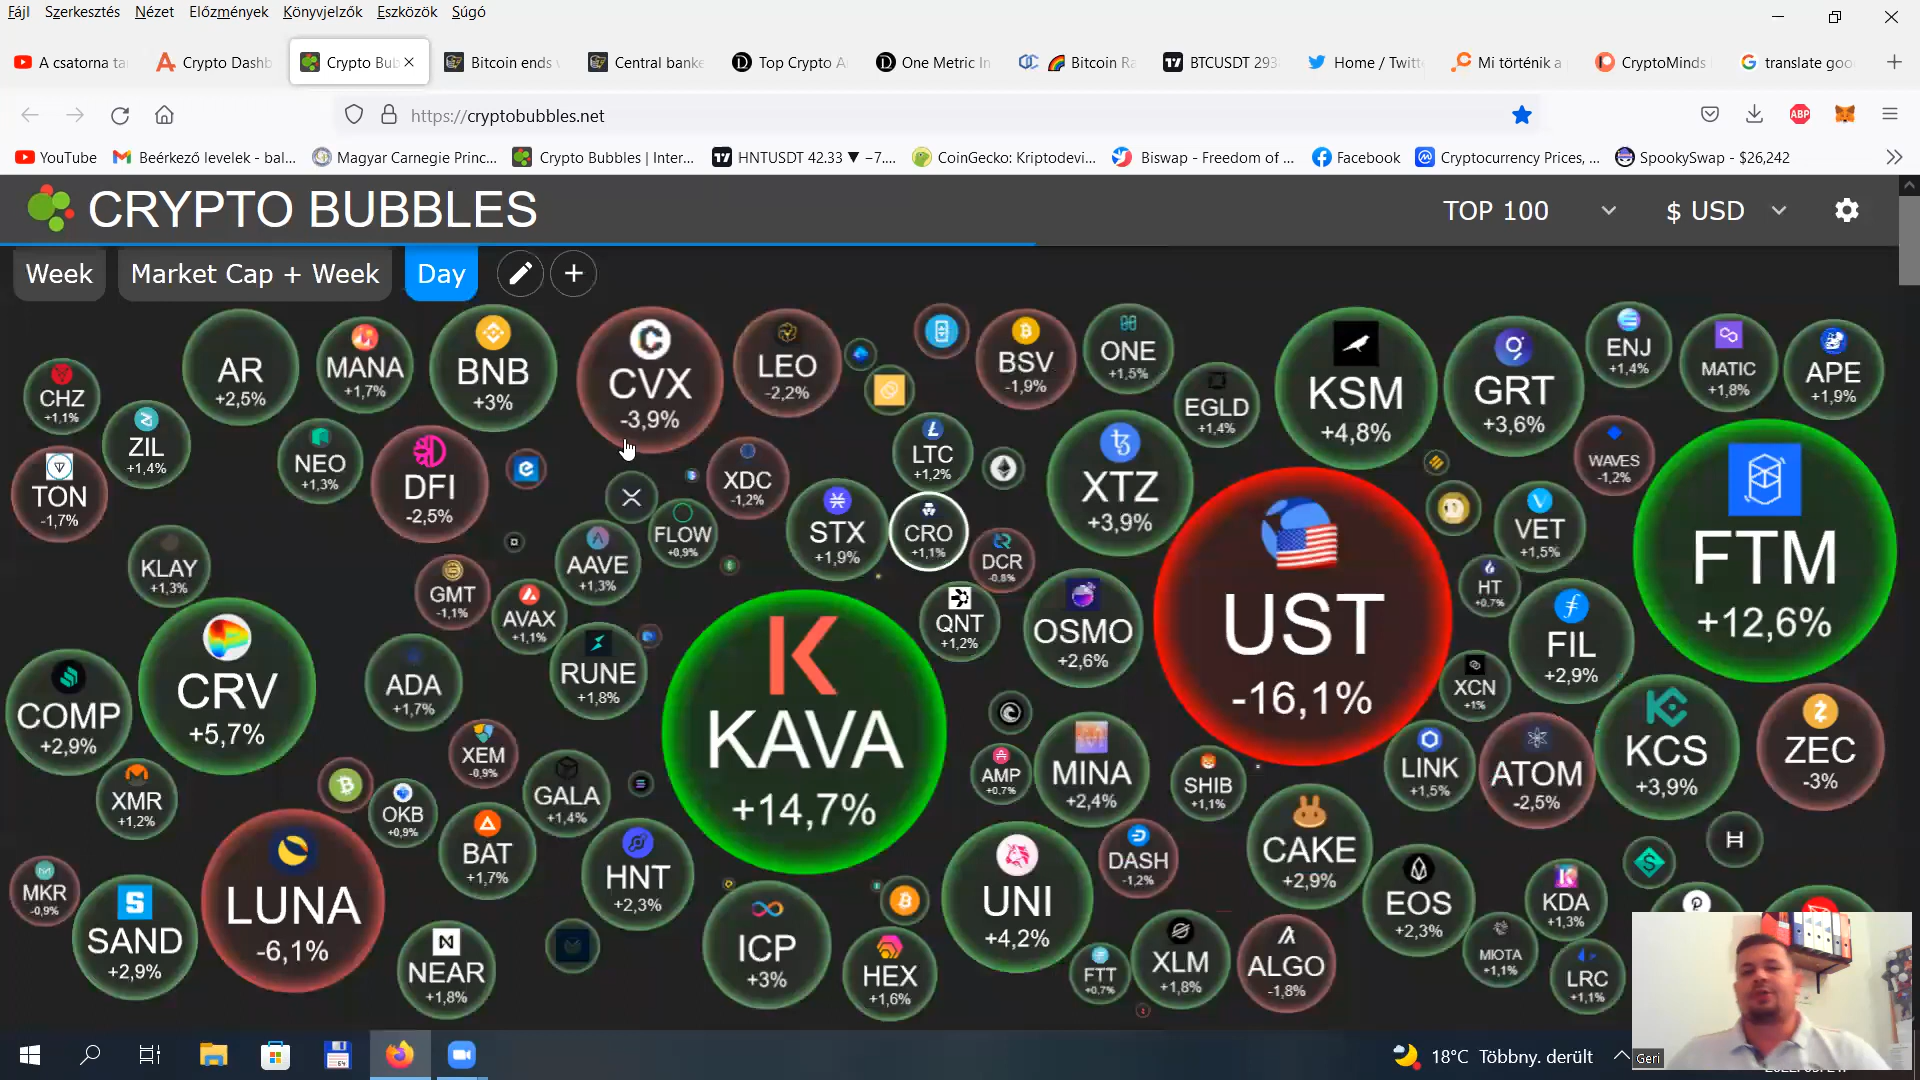 Fájl Szerkesztés Nézet Előzmények Könyvjelzők Eszközök Súgó
A csatorna ta
Crypto Dashb
Crypto Bub
Bitcoin ends
Central banke
Top Crypto A
One Metric In
Bitcoin Ra
BTCUSDT 293
Home / Twitt
Mi történik a
CryptoMinds
translate goo
https://cryptobubbles.net
ABP
YouTube
Beérkező levelek - bal...
Magyar Carnegie Princ...
Crypto Bubbles | Inter...
HNTUSDT 42.33 ▼ −7....
CoinGecko: Kriptodevi...
Biswap - Freedom of ...
Facebook
Cryptocurrency Prices, ...
SpookySwap - $26,242
CRYPTO BUBBLES
TOP 100
$ USD
Week
Market Cap + Week
Day
CHZ
+1,1%
AR
+2,5%
MANA
+1,7%
BNB
+3%
CVX
-3,9%
LEO
-2,2%
BSV
-1,9%
ONE
+1,5%
EGLD
+1,4%
KSM
+4,8%
GRT
+3,6%
ENJ
+1,4%
MATIC
+1,8%
APE
+1,9%
TON
-1,7%
ZIL
+1,4%
NEO
+1,3%
DFI
-2,5%
XDC
-1,2%
LTC
+1,2%
XTZ
+3,9%
WAVES
-1,2%
FTM
+12,6%
KLAY
+1,3%
GMT
-1,1%
AVAX
+1,1%
AAVE
+1,3%
FLOW
+0,9%
STX
+1,9%
CRO
+1,1%
DCR
-0,8%
QNT
+1,2%
OSMO
+2,6%
UST
-16,1%
VET
+1,5%
HT
+0,7%
FIL
+2,9%
COMP
+2,9%
CRV
+5,7%
ADA
+1,7%
RUNE
+1,8%
KAVA
+14,7%
XCN
+1%
KCS
+3,9%
ZEC
-3%
XMR
+1,2%
XEM
-0,9%
OKB
+0,9%
GALA
+1,4%
AMP
+0,7%
MINA
+2,4%
SHIB
+1,1%
LINK
+1,5%
ATOM
-2,5%
MKR
-0,9%
SAND
+2,9%
LUNA
-6,1%
BAT
+1,7%
HNT
+2,3%
NEAR
+1,8%
ICP
+3%
HEX
+1,6%
UNI
+4,2%
DASH
-1,2%
CAKE
+2,9%
FTT
+0,7%
XLM
+1,8%
ALGO
-1,8%
EOS
+2,3%
KDA
+1,3%
MIOTA
+1,1%
LRC
+1,1%
18°C Többny. derült
Geri